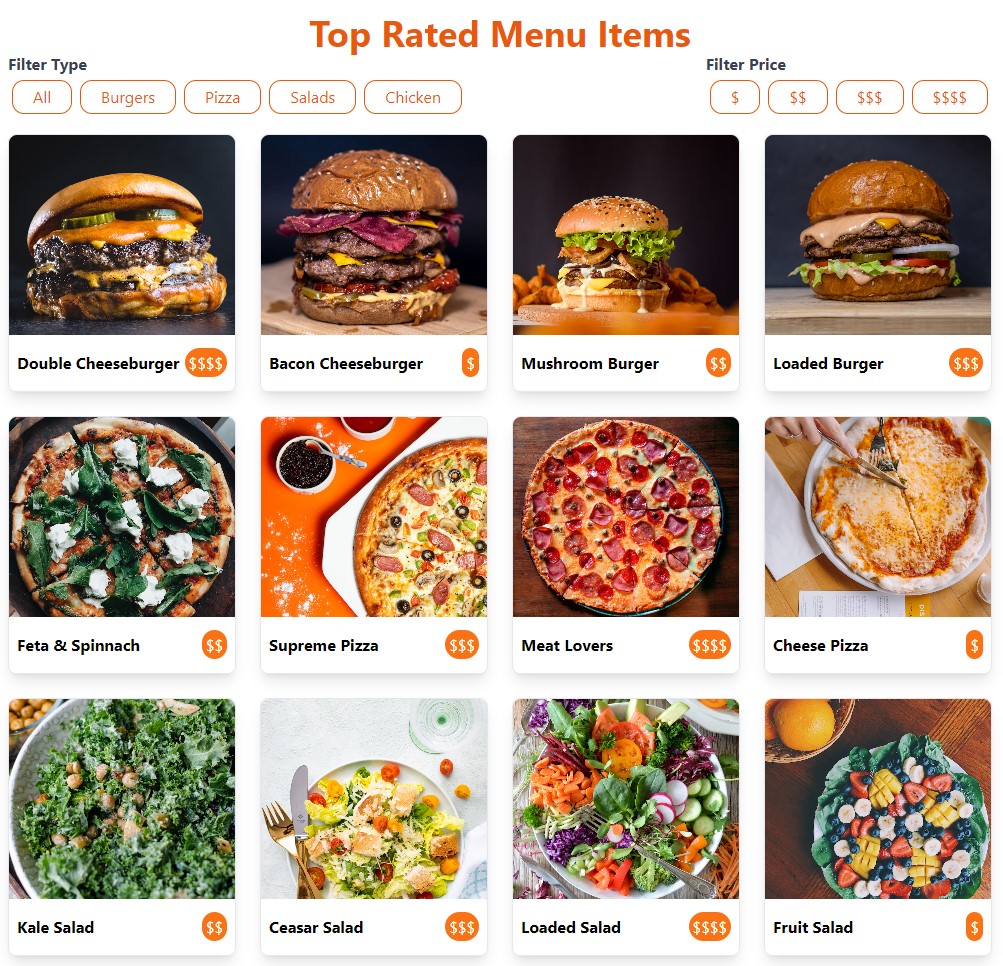 Top Rated Menu Items
Filter Type
Filter Price
All Burgers Pizza Salads Chicken
$ $$ $$$ $$$$
Double Cheeseburger $$$$
Bacon Cheeseburger $
Mushroom Burger $$
Loaded Burger $$$
Feta & Spinnach $$
Supreme Pizza $$$
Meat Lovers $$$$
Cheese Pizza $
Kale Salad $$
Ceasar Salad $$$
Loaded Salad $$$$
Fruit Salad $